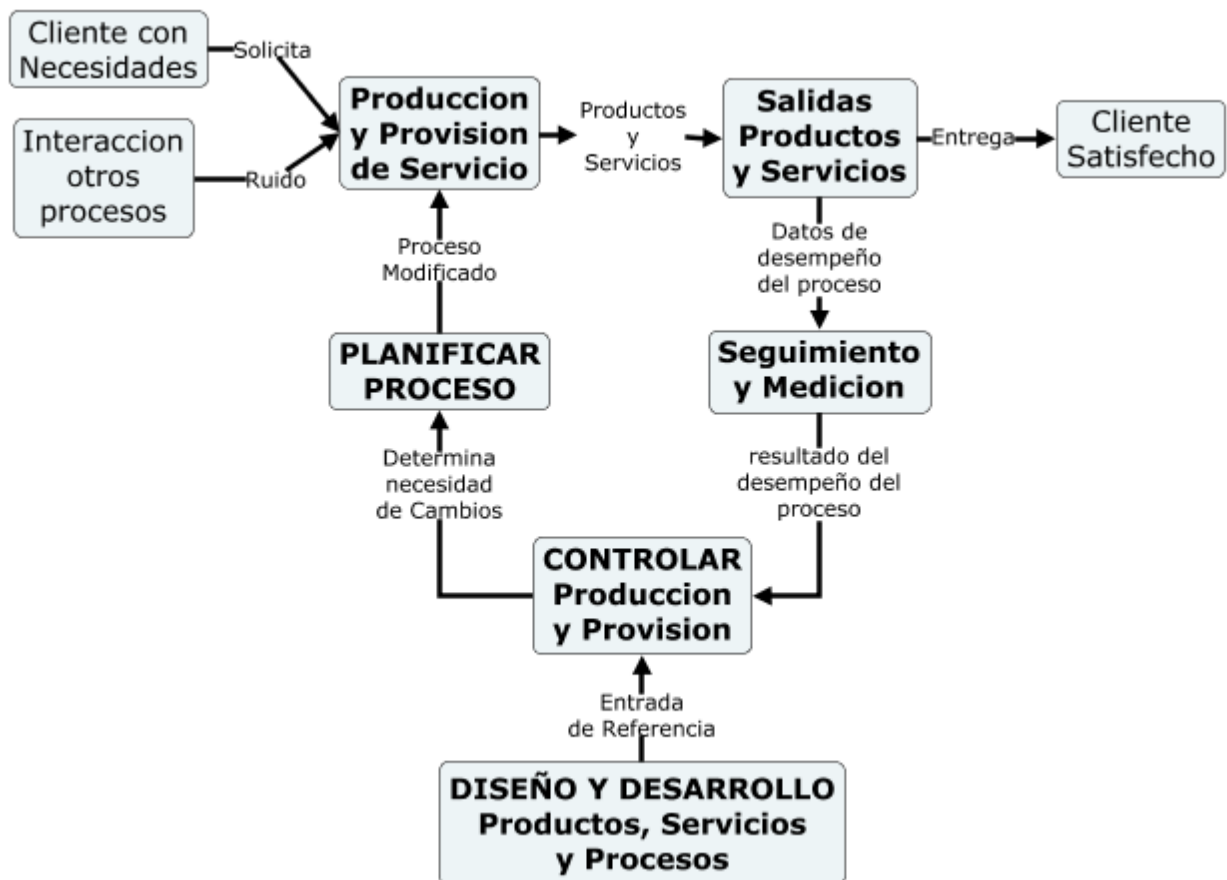 Cliente con
Necesidades
Solicita
Interaccion
otros
procesos
Ruido
Produccion
y Provision
de Servicio
Productos
y
Servicios
Salidas
Productos
y Servicios
Entrega
Cliente
Satisfecho
Proceso
Modificado
Datos de
desempeño
del proceso
PLANIFICAR
PROCESO
Seguimiento
y Medicion
Determina
necesidad
de Cambios
resultado del
desempeño del
proceso
CONTROLAR
Produccion
y Provision
Entrada
de Referencia
DISEÑO Y DESARROLLO
Productos, Servicios
y Procesos